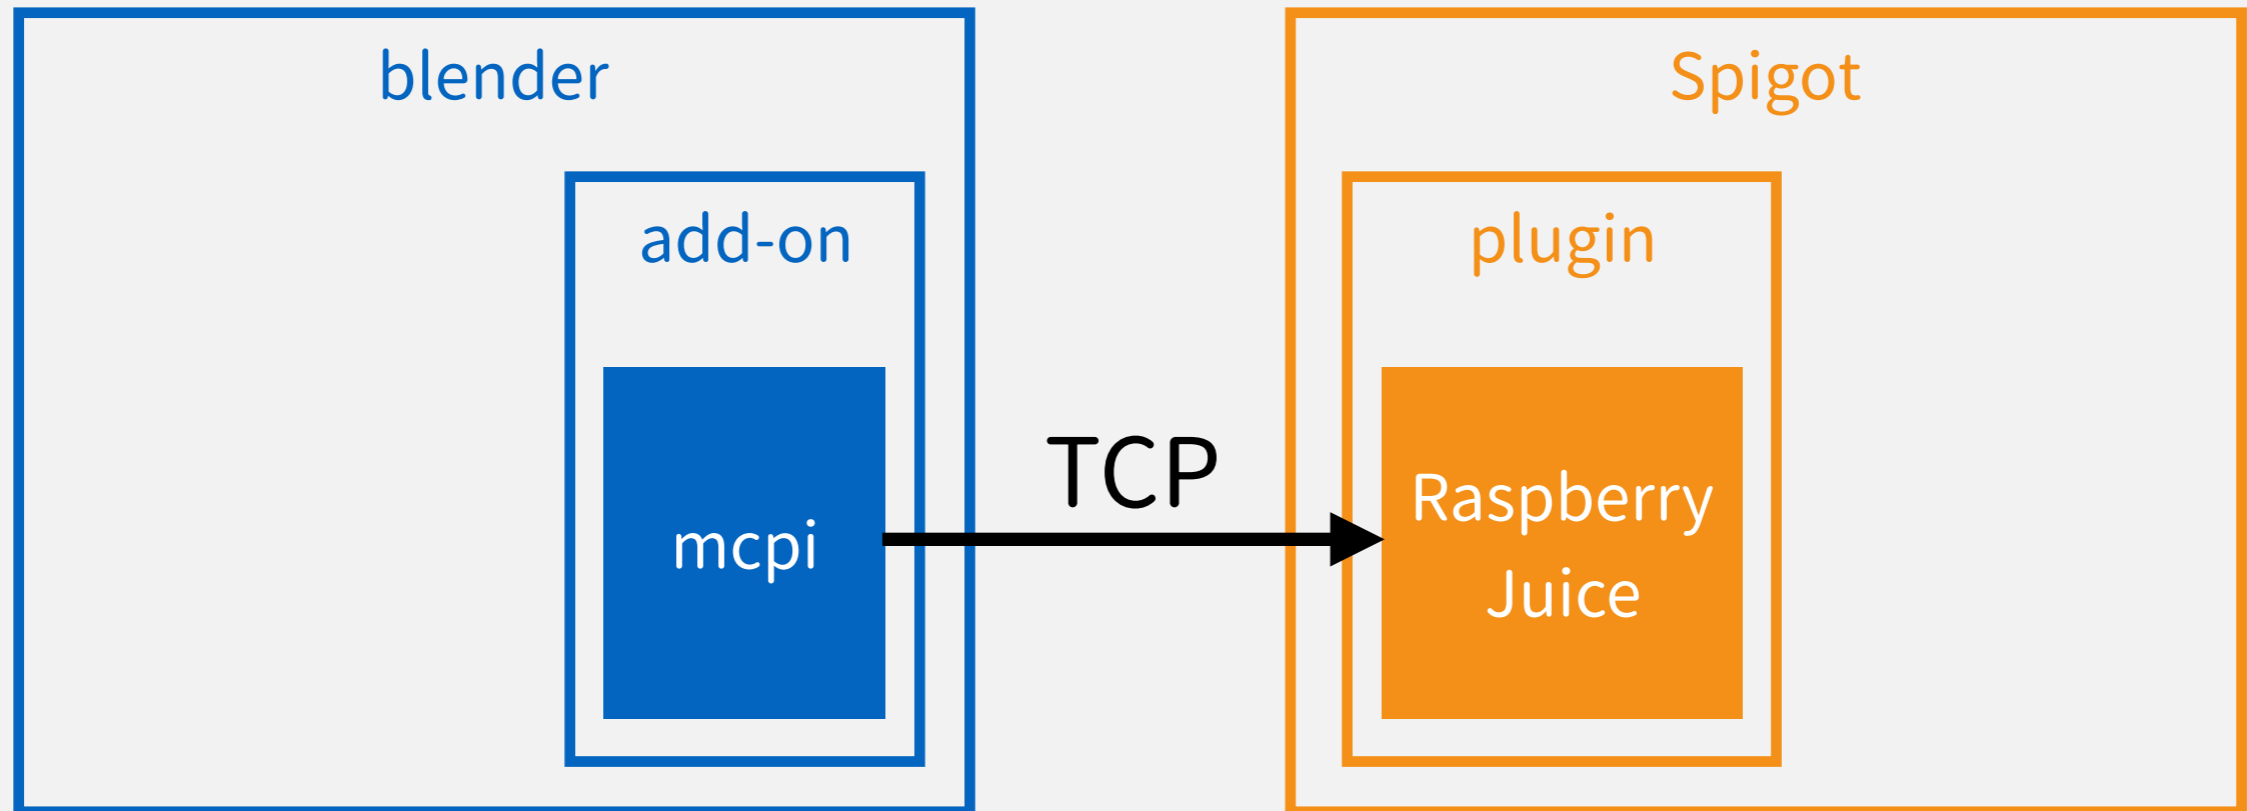 blender
add-on
mcpi
TCP
Spigot
plugin
Raspberry
Juice